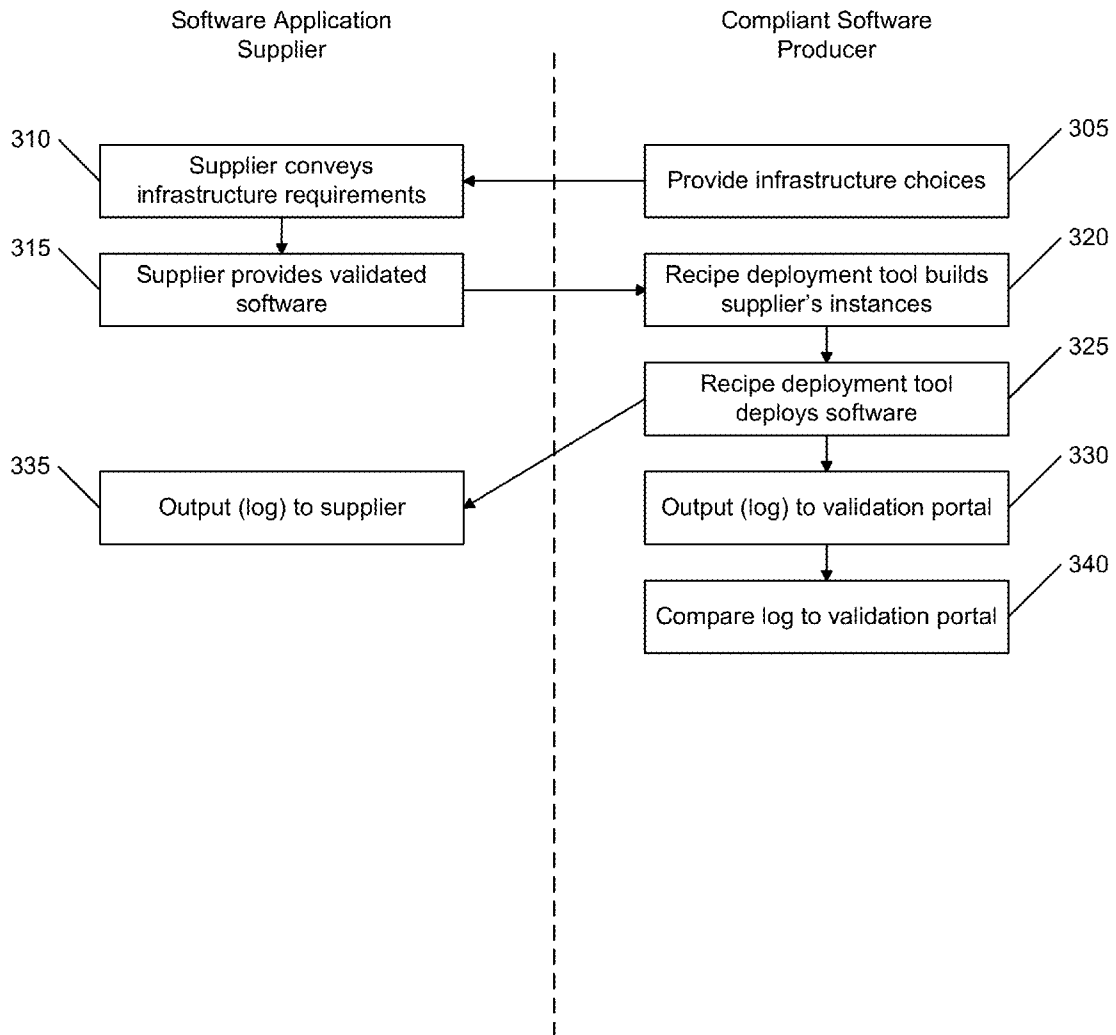 Software Application
Supplier
Compliant Software
Producer
310
305
Supplier conveys
infrastructure requirements
Provide infrastructure choices
315
320
Supplier provides validated
software
Recipe deployment tool builds
supplier's instances
325
Recipe deployment tool
deploys software
335
330
Output (log) to supplier
Output (log) to validation portal
340
Compare log to validation portal